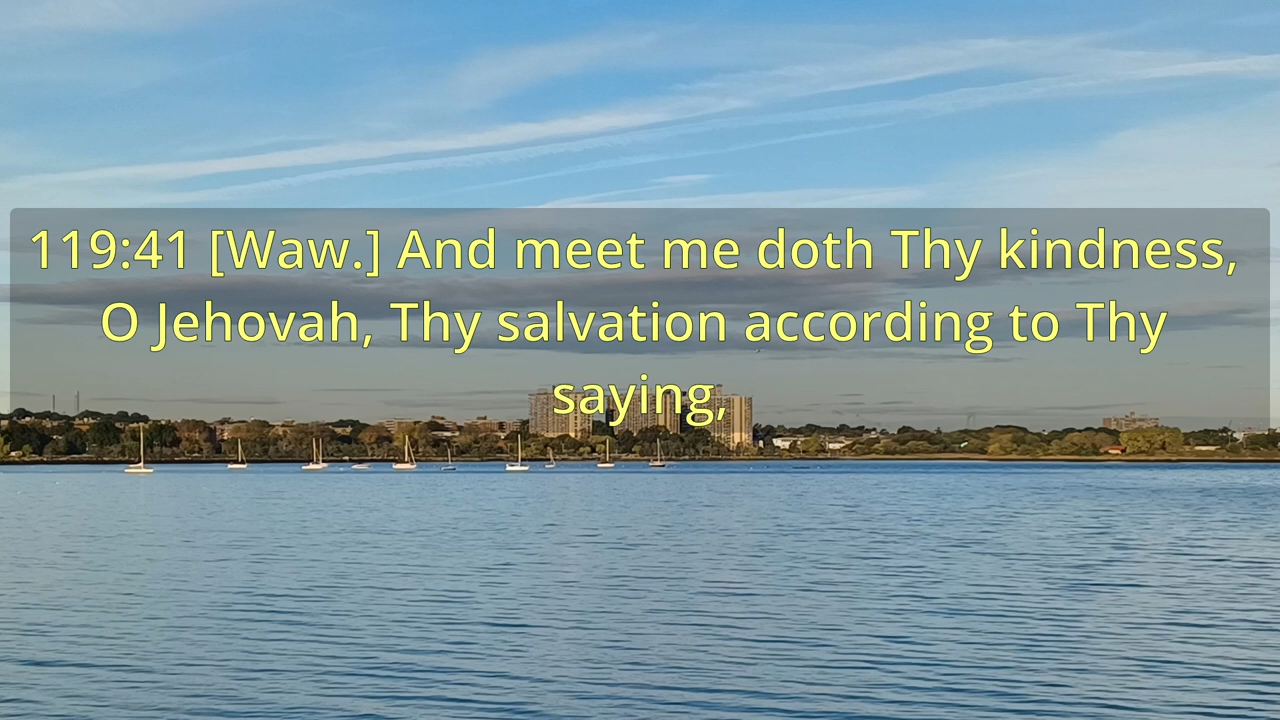 119:41 [Waw.] And meet me doth Thy kindness,
O Jehovah, Thy salvation according to Thy
saying,